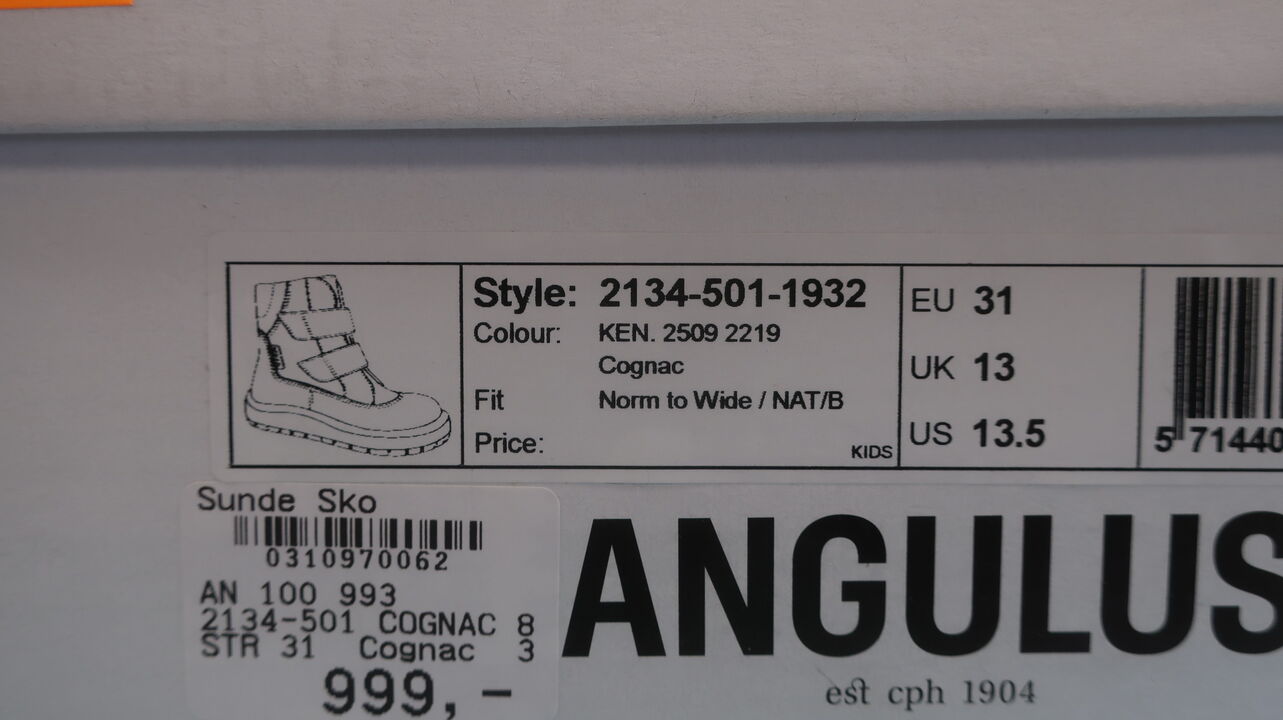 Style: 2134-501-1932
Colour: KEN. 2509 2219
Cognac
Fit Norm to Wide / NAT/B
Price:
KIDS
EU 31
UK 13
US 13.5
5 71440
Sunde Sko
0310970062
AN 100 993
2134-501 COGNAC 8
STR 31 Cognac 3
999,-
ANGULUS
est cph 1904